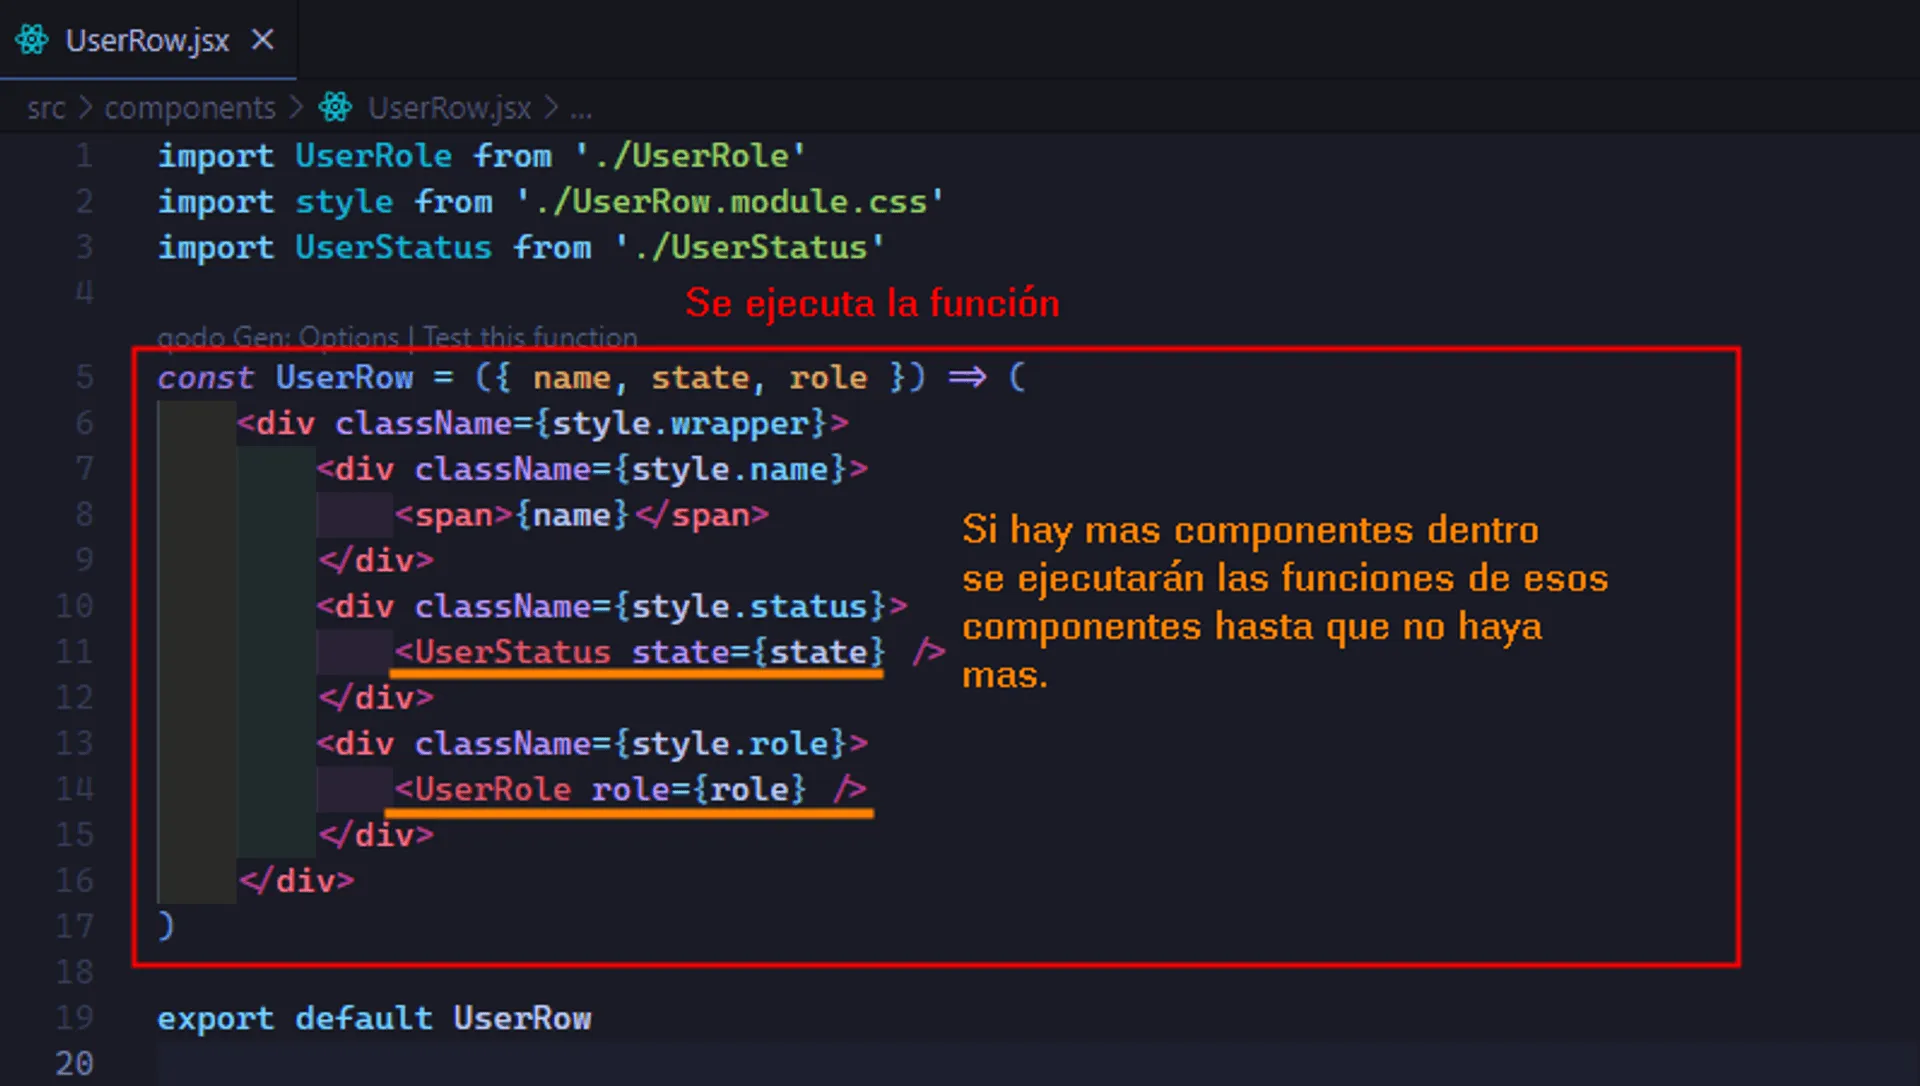 UserRow.jsx
src > components > UserRow.jsx > ...
1 import UserRole from './UserRole'
2 import style from './UserRow.module.css'
3 import UserStatus from './UserStatus'
4
Se ejecuta la función
qodo Gen: Options | Test this function
5 const UserRow = ({ name, state, role }) => (
6 <div className={style.wrapper}>
7 <div className={style.name}>
8 <span>{name}</span>
9 </div>
10 <div className={style.status}>
11 <UserStatus state={state} />
12 </div>
13 <div className={style.role}>
14 <UserRole role={role} />
15 </div>
16 </div>
17 )
Si hay mas componentes dentro
se ejecutarán las funciones de esos
componentes hasta que no haya
mas.
18
19 export default UserRow
20